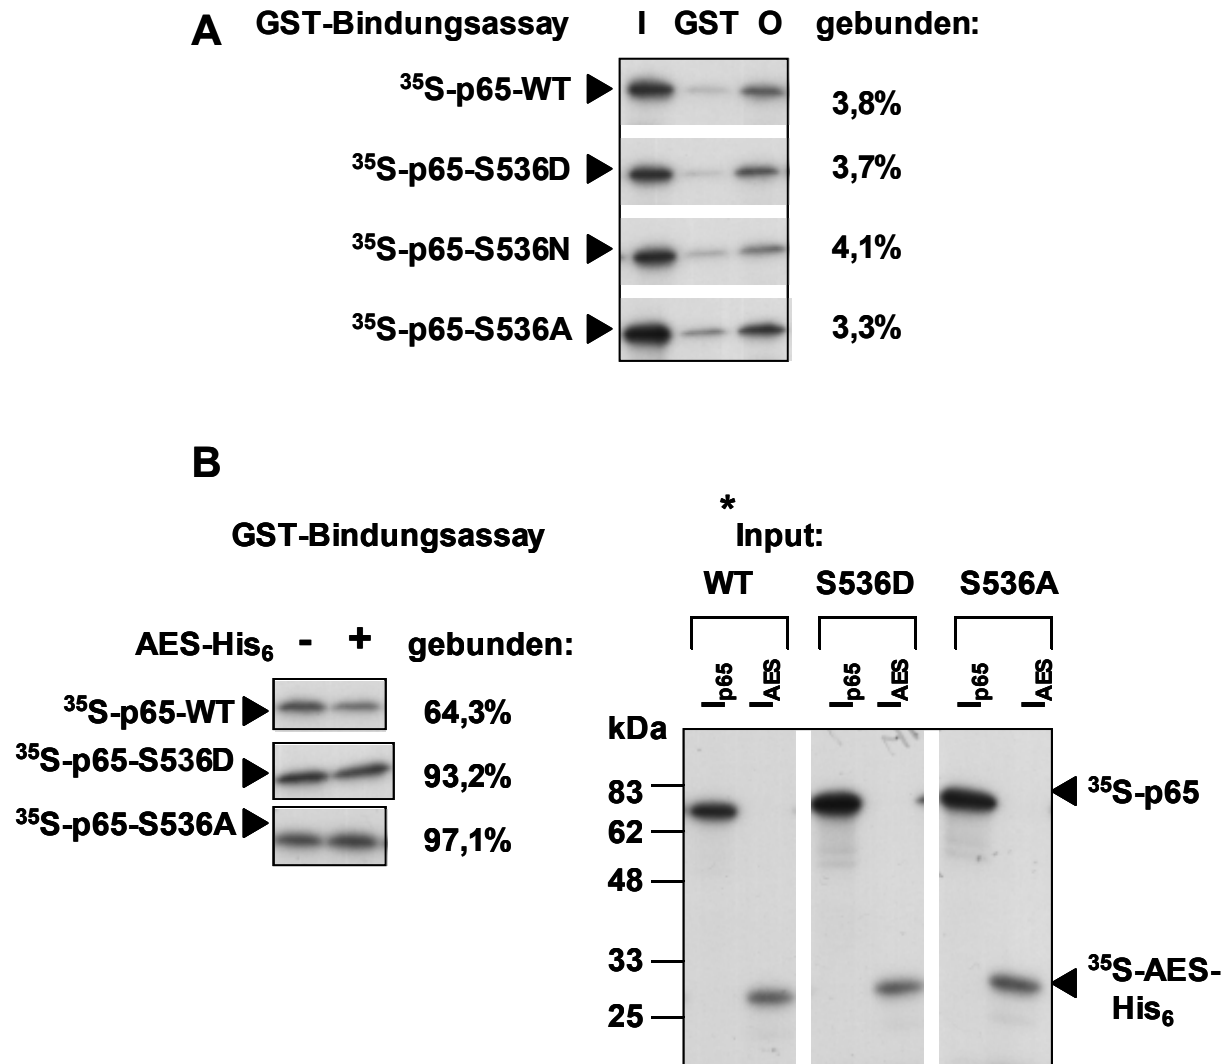 A GST-Bindungsassay I GST O gebunden:
³⁵S-p65-WT 3,8%
³⁵S-p65-S536D 3,7%
³⁵S-p65-S536N 4,1%
³⁵S-p65-S536A 3,3%
B
GST-Bindungsassay
AES-His₆ - + gebunden:
³⁵S-p65-WT 64,3%
³⁵S-p65-S536D 93,2%
³⁵S-p65-S536A 97,1%
*
Input:
WT S536D S536A
Ip65 IAES Ip65 IAES Ip65 IAES
kDa
83
62
48
33
25
³⁵S-p65
³⁵S-AES-
His₆